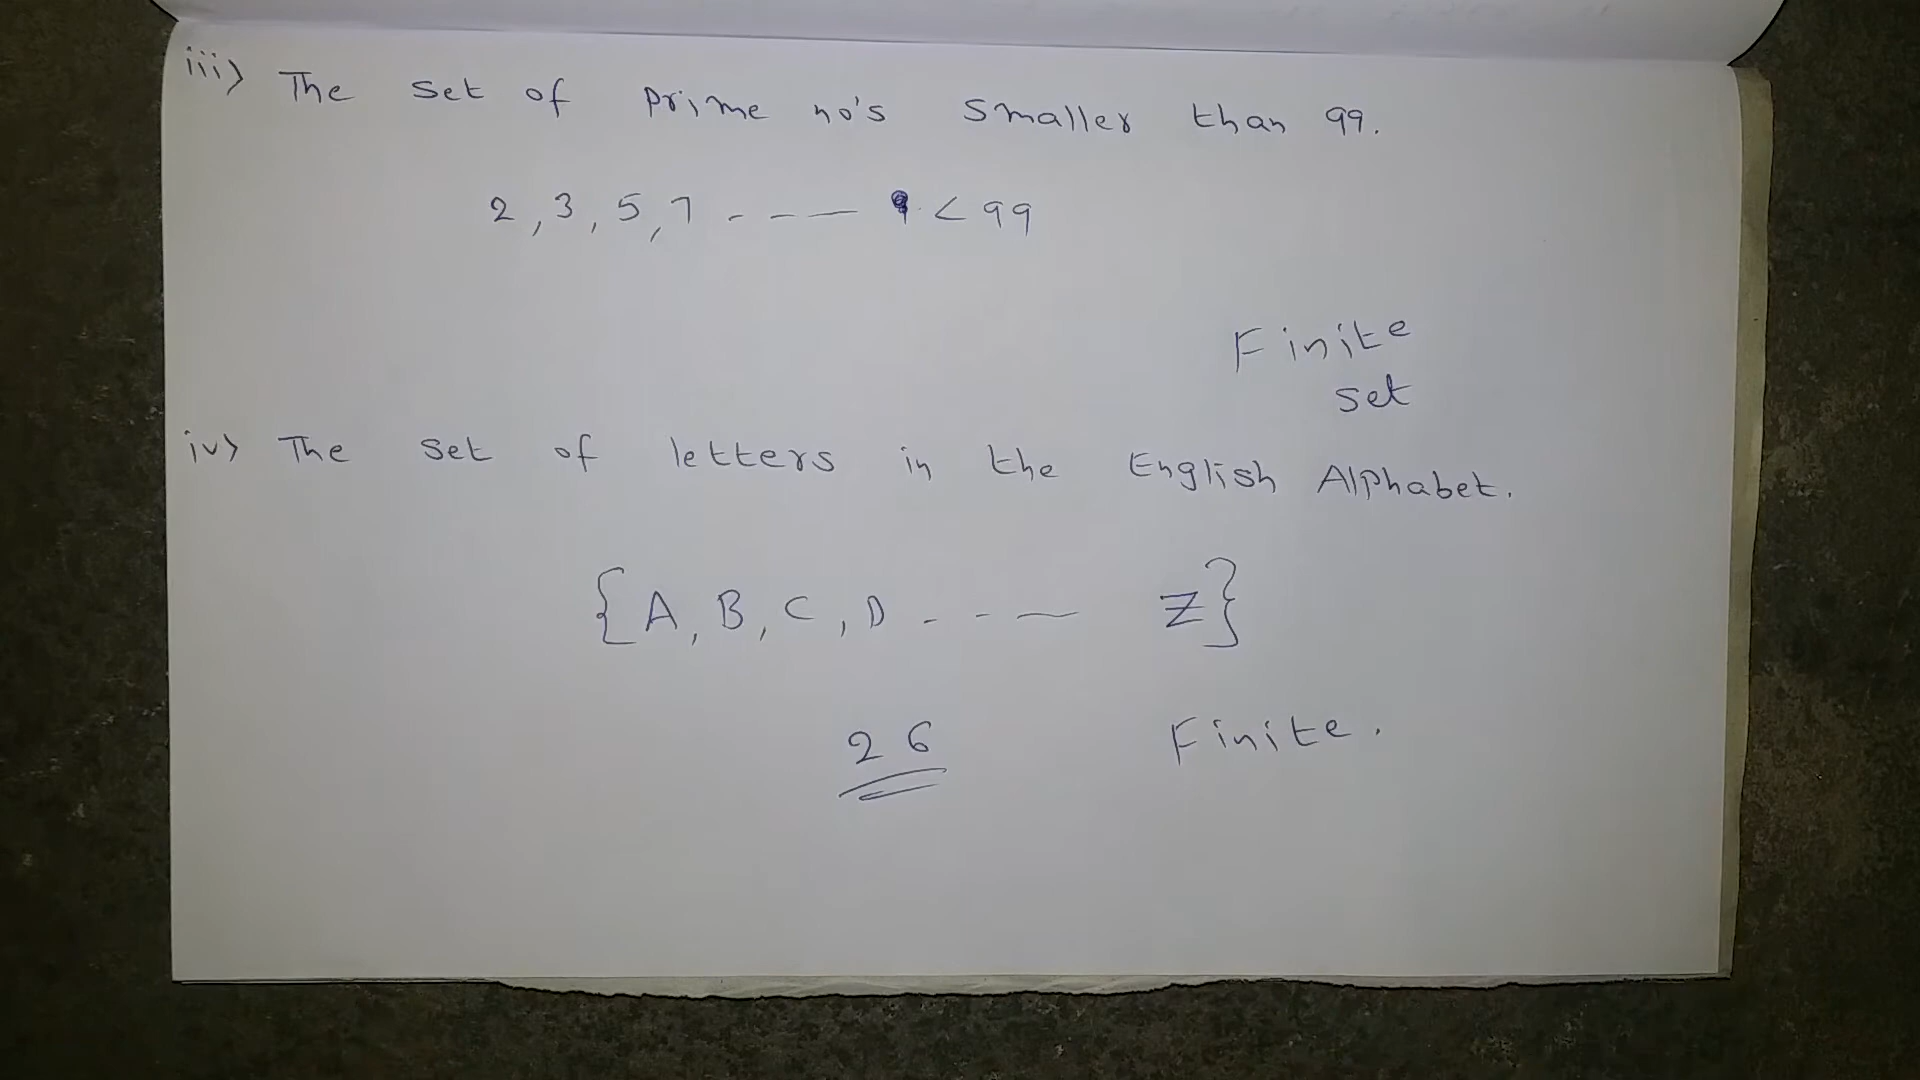 iii) The set of prime no's smaller than 99.
2, 3, 5, 7 - - — < 99
Finite
set
iv) The set of letters in the English Alphabet.
{A, B, C, D - - — Z}
26 Finite.